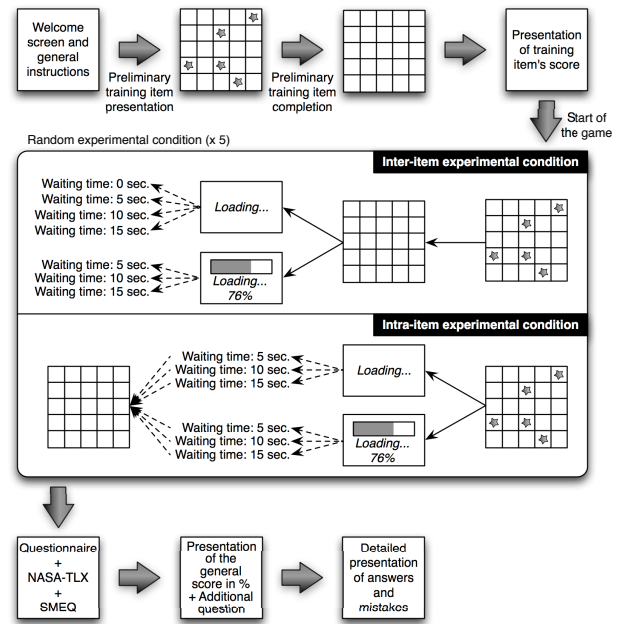 Welcome
screen and
general
instructions
Preliminary
training item
presentation
Preliminary
training item
completion
Presentation
of training
item's score
Start of
the game
Random experimental condition (x 5)
Inter-item experimental condition
Waiting time: 0 sec.
Waiting time: 5 sec.
Waiting time: 10 sec.
Waiting time: 15 sec.
Loading...
Waiting time: 5 sec.
Waiting time: 10 sec.
Waiting time: 15 sec.
Loading...
76%
Intra-item experimental condition
Waiting time: 5 sec.
Waiting time: 10 sec.
Waiting time: 15 sec.
Loading...
Waiting time: 5 sec.
Waiting time: 10 sec.
Waiting time: 15 sec.
Loading...
76%
Questionnaire
+
NASA-TLX
+
SMEQ
Presentation
of the
general
score in %
+ Additional
question
Detailed
presentation
of answers
and
mistakes